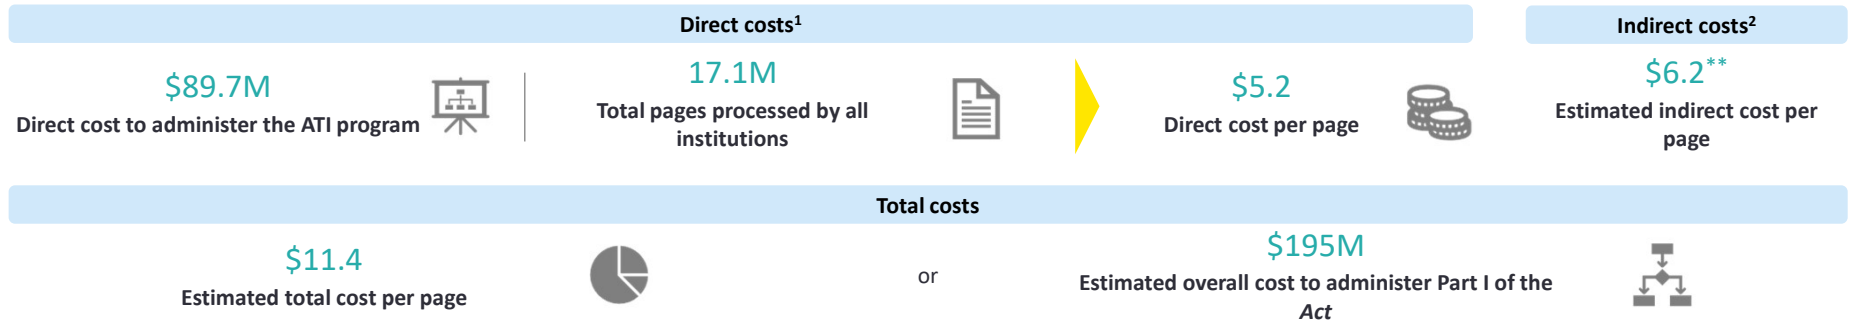 Direct costs1
Indirect costs2
$89.7M
Direct cost to administer the ATI program
17.1M
Total pages processed by all
institutions
$5.2
Direct cost per page
$6.2**
Estimated indirect cost per
page
Total costs
$11.4
Estimated total cost per page
or
$195M
Estimated overall cost to administer Part I of the
Act